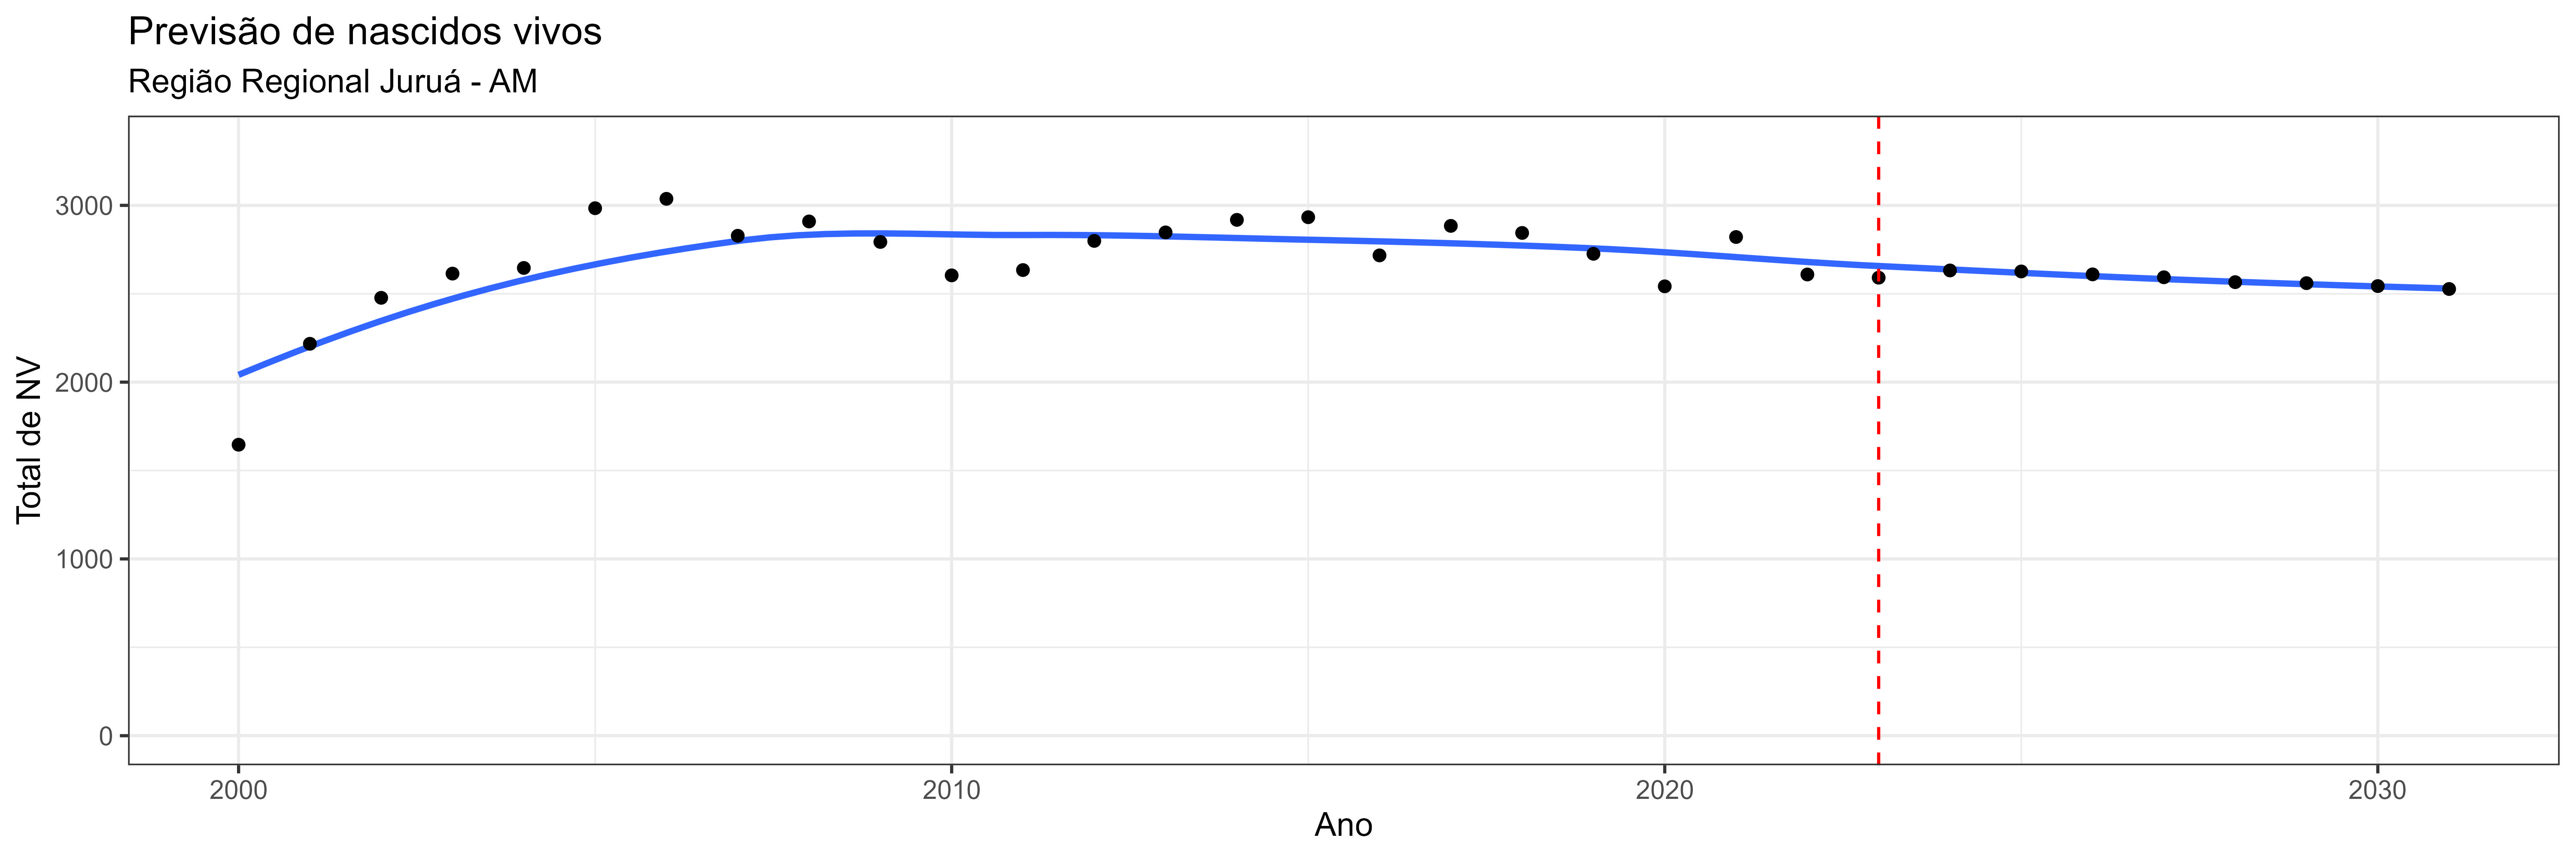 Previsão de nascidos vivos
Região Regional Juruá - AM
Total de NV
3000
2000
1000
0
2000 2010 2020 2030
Ano